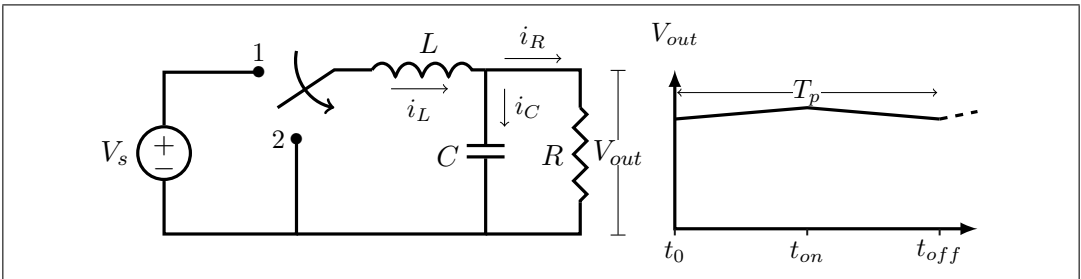 1
2
V_s
+
−
L
i_L
i_R
i_C
C
R
V_out
V_out
T_p
t_0
t_on
t_off